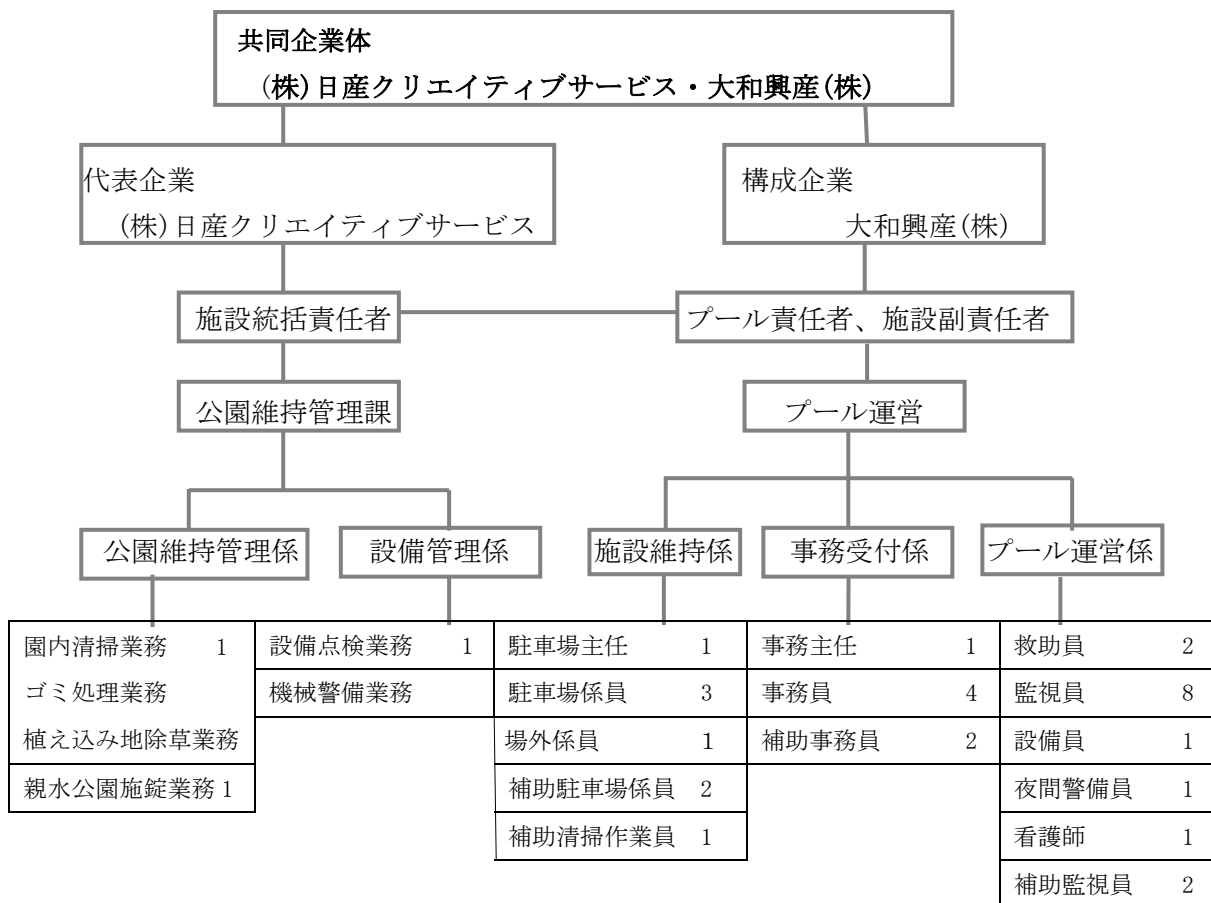 共同企業体
(株)日産クリエイティブサービス・大和興産(株)
代表企業
(株)日産クリエイティブサービス
構成企業
大和興産(株)
施設統括責任者
プール責任者、施設副責任者
公園維持管理課
プール運営
公園維持管理係
設備管理係
施設維持係
事務受付係
プール運営係
園内清掃業務 1
ゴミ処理業務
植え込み地除草業務
親水公園施錠業務 1
設備点検業務 1
機械警備業務
駐車場主任 1
駐車場係員 3
場外係員 1
補助駐車場係員 2
補助清掃作業員 1
事務主任 1
事務員 4
補助事務員 2
救助員 2
監視員 8
設備員 1
夜間警備員 1
看護師 1
補助監視員 2